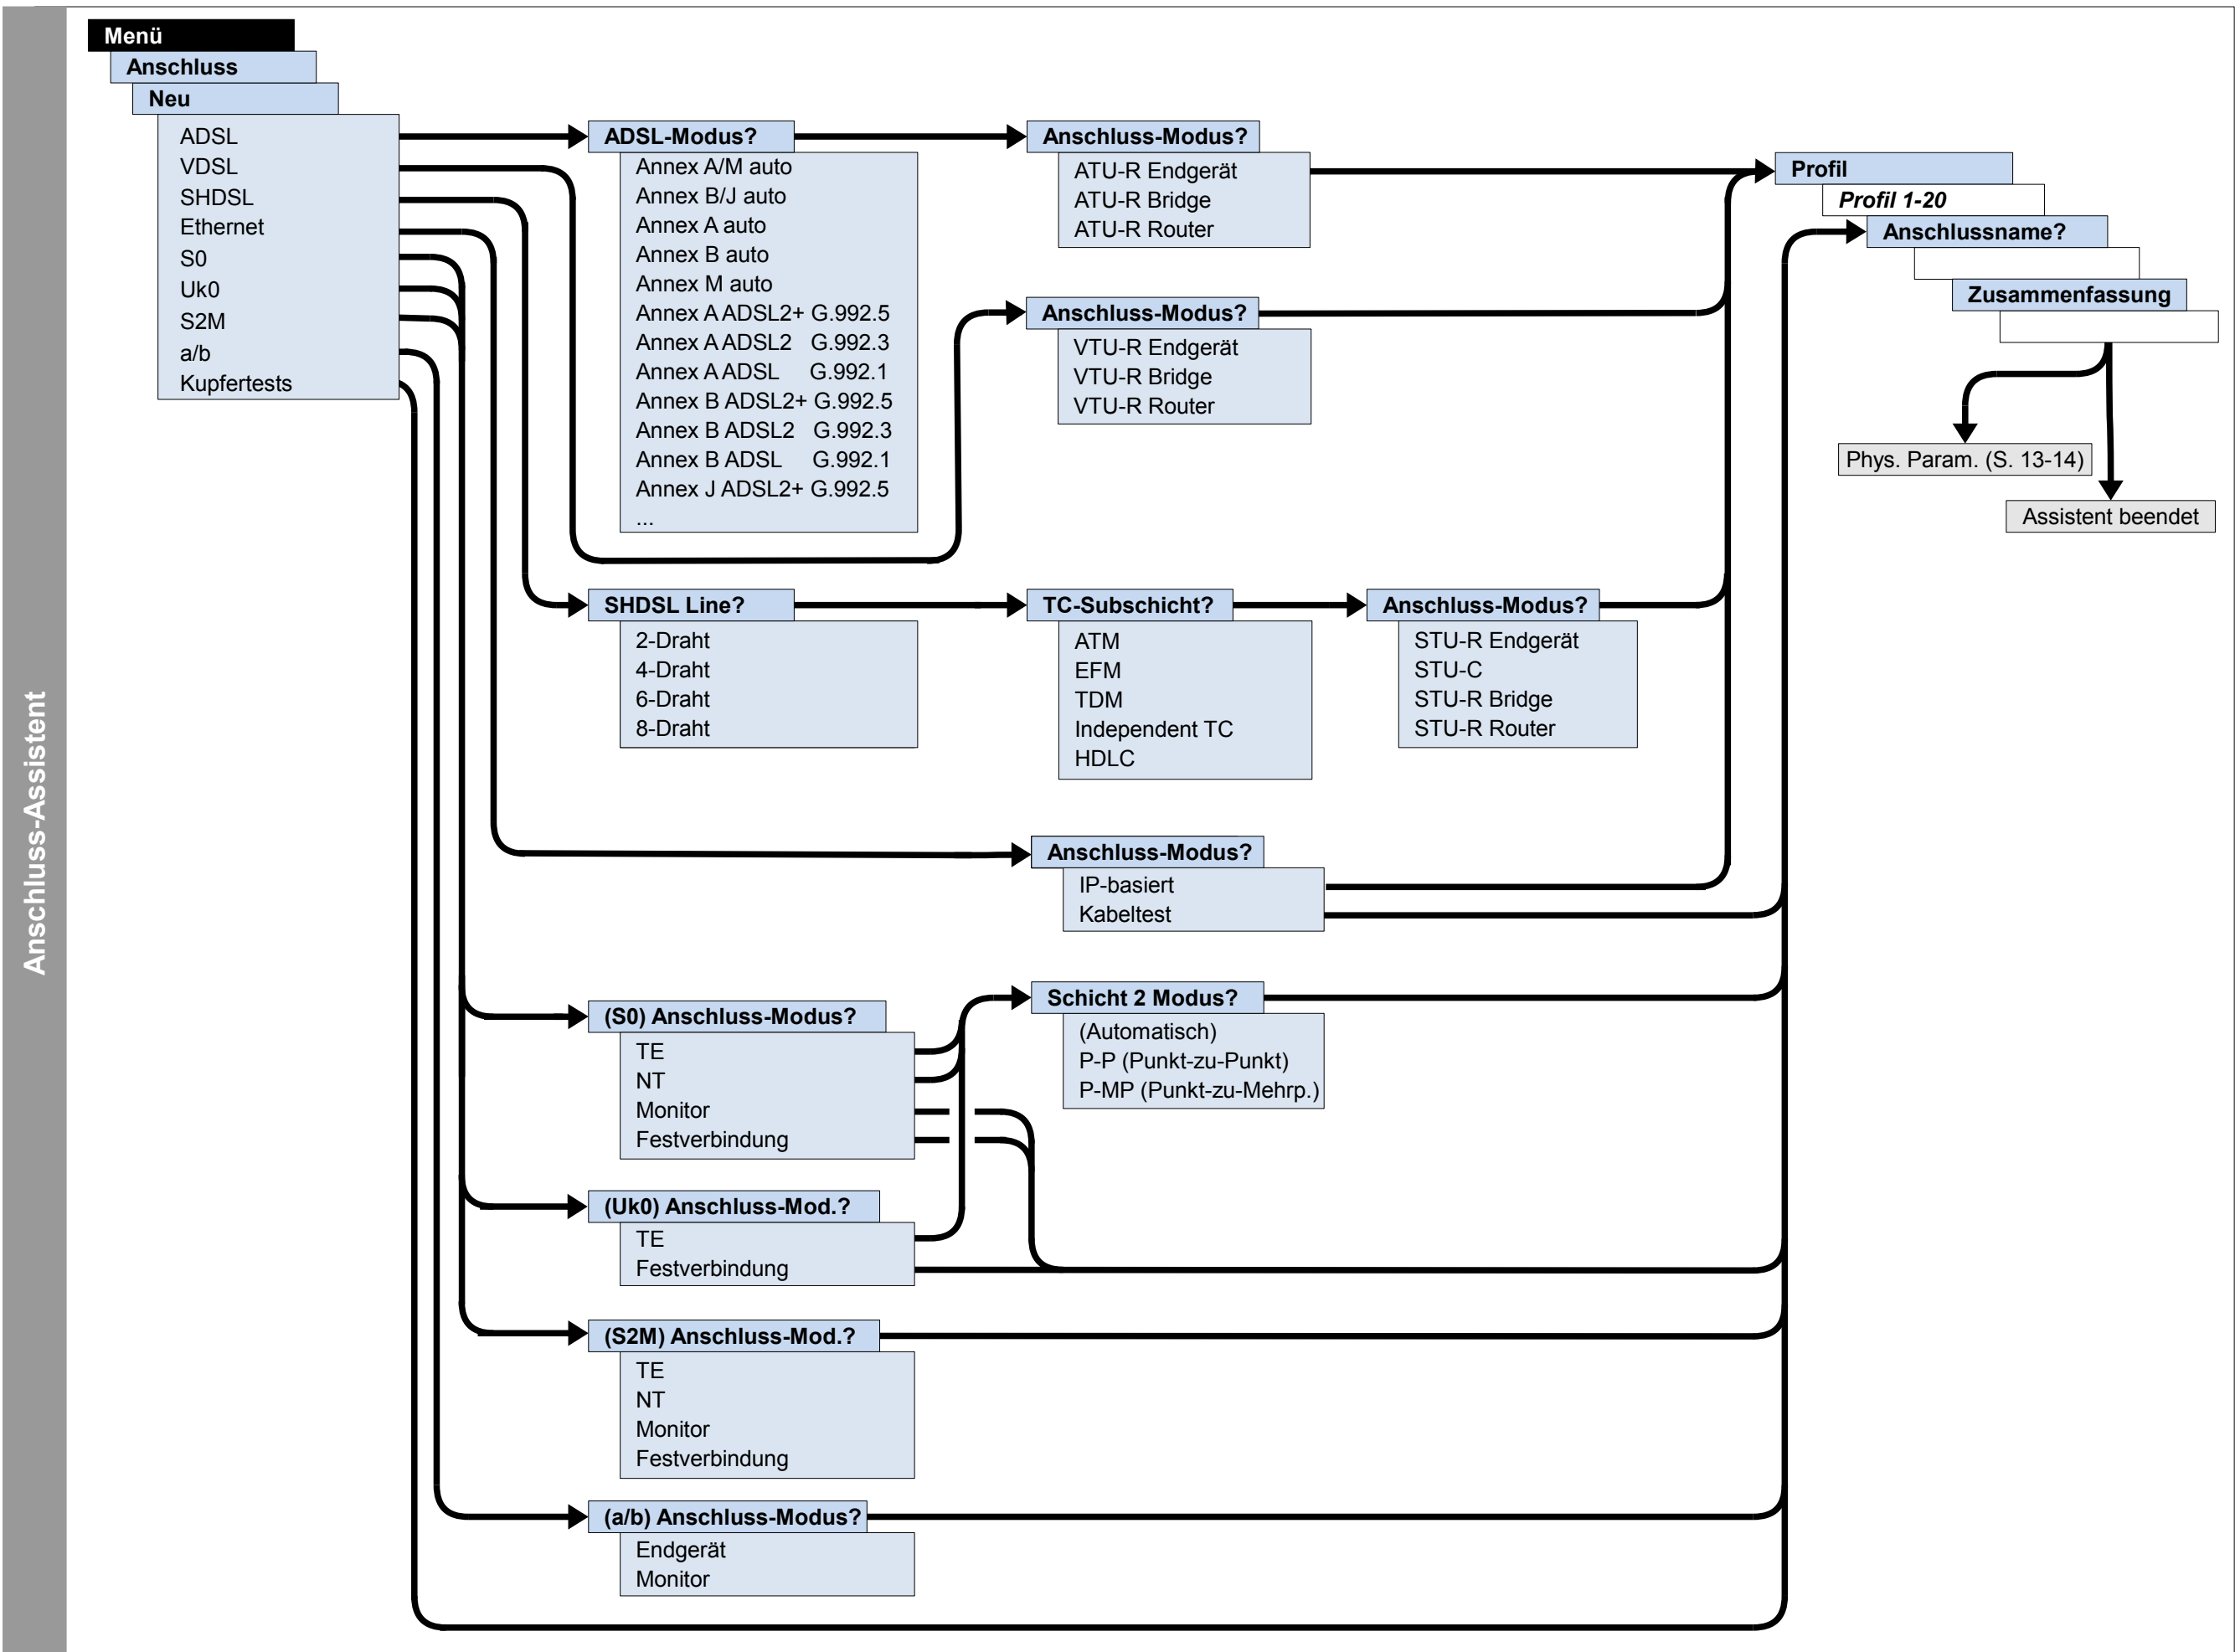 Anschluss-Assistent
Menü
Anschluss
Neu
ADSL
VDSL
SHDSL
Ethernet
S0
Uk0
S2M
a/b
Kupfertests
ADSL-Modus?
Annex A/M auto
Annex B/J auto
Annex A auto
Annex B auto
Annex M auto
Annex A ADSL2+ G.992.5
Annex A ADSL2 G.992.3
Annex A ADSL G.992.1
Annex B ADSL2+ G.992.5
Annex B ADSL2 G.992.3
Annex B ADSL G.992.1
Annex J ADSL2+ G.992.5
...
Anschluss-Modus?
ATU-R Endgerät
ATU-R Bridge
ATU-R Router
Anschluss-Modus?
VTU-R Endgerät
VTU-R Bridge
VTU-R Router
SHDSL Line?
2-Draht
4-Draht
6-Draht
8-Draht
TC-Subschicht?
ATM
EFM
TDM
Independent TC
HDLC
Anschluss-Modus?
STU-R Endgerät
STU-C
STU-R Bridge
STU-R Router
Anschluss-Modus?
IP-basiert
Kabeltest
(S0) Anschluss-Modus?
TE
NT
Monitor
Festverbindung
Schicht 2 Modus?
(Automatisch)
P-P (Punkt-zu-Punkt)
P-MP (Punkt-zu-Mehrp.)
(Uk0) Anschluss-Mod.?
TE
Festverbindung
(S2M) Anschluss-Mod.?
TE
NT
Monitor
Festverbindung
(a/b) Anschluss-Modus?
Endgerät
Monitor
Profil
Profil 1-20
Anschlussname?
Zusammenfassung
Phys. Param. (S. 13-14)
Assistent beendet